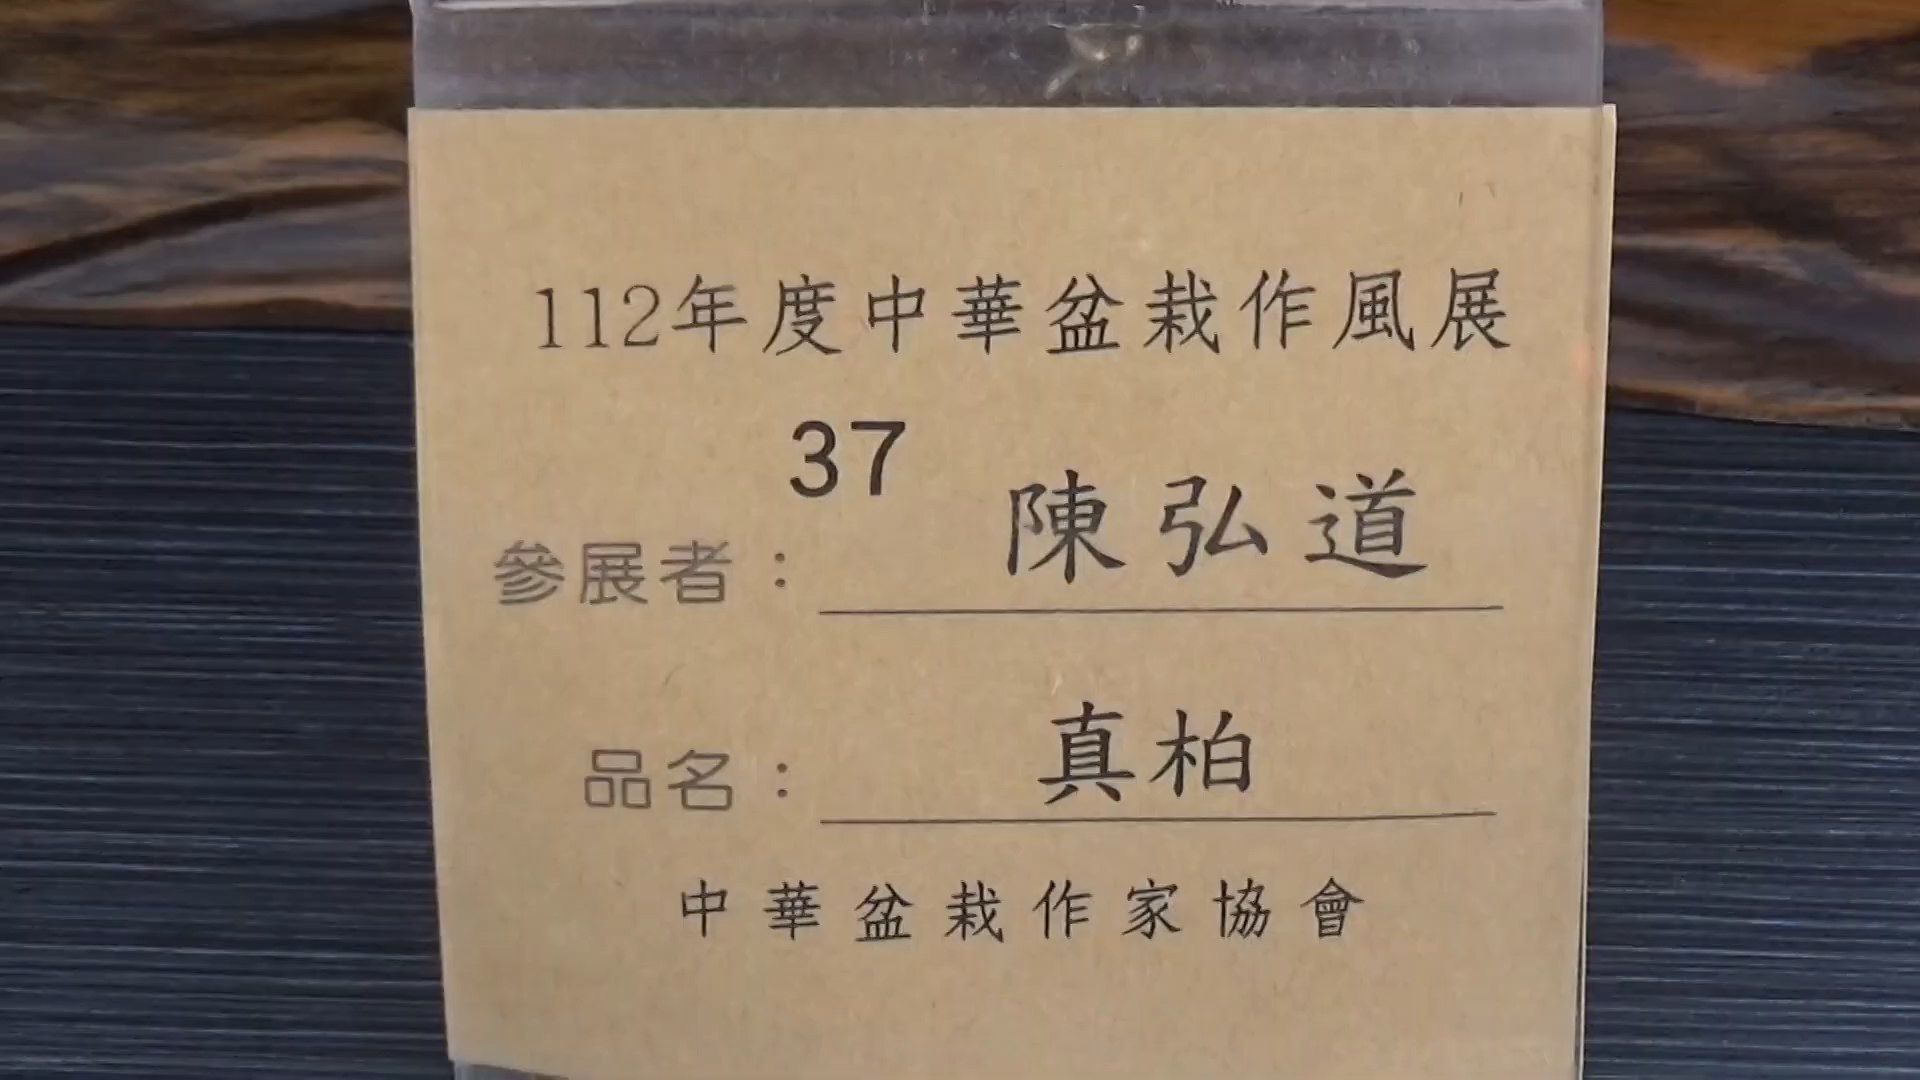 112年度中華盆栽作風展
37
參展者：陳弘道
品名：真柏
中華盆栽作家協會